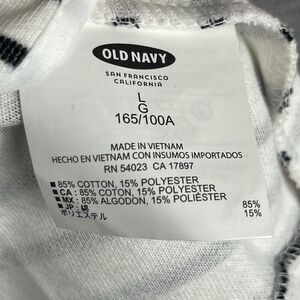 OLD NAVY
SAN FRANCISCO
CALIFORNIA
L
G
165/100A
MADE IN VIETNAM
HECHO EN VIETNAM CON INSUMOS IMPORTADOS
RN 54023 CA 17897
■ 85% COTTON, 15% POLYESTER
■ CA : 85% COTON, 15% POLYESTER
■ MX : 85% ALGODON, 15% POLIÉSTER
■ JP: 綿 85%
ポリエステル 15%